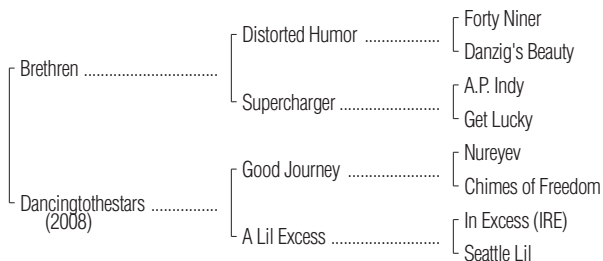 Forty Niner
Distorted Humor ..................
Danzig's Beauty
Brethren ................................
A.P. Indy
Supercharger .........................
Get Lucky
Nureyev
Good Journey ......................
Chimes of Freedom
Dancingtothestars ................
(2008)
In Excess (IRE)
A Lil Excess ..........................
Seattle Lil